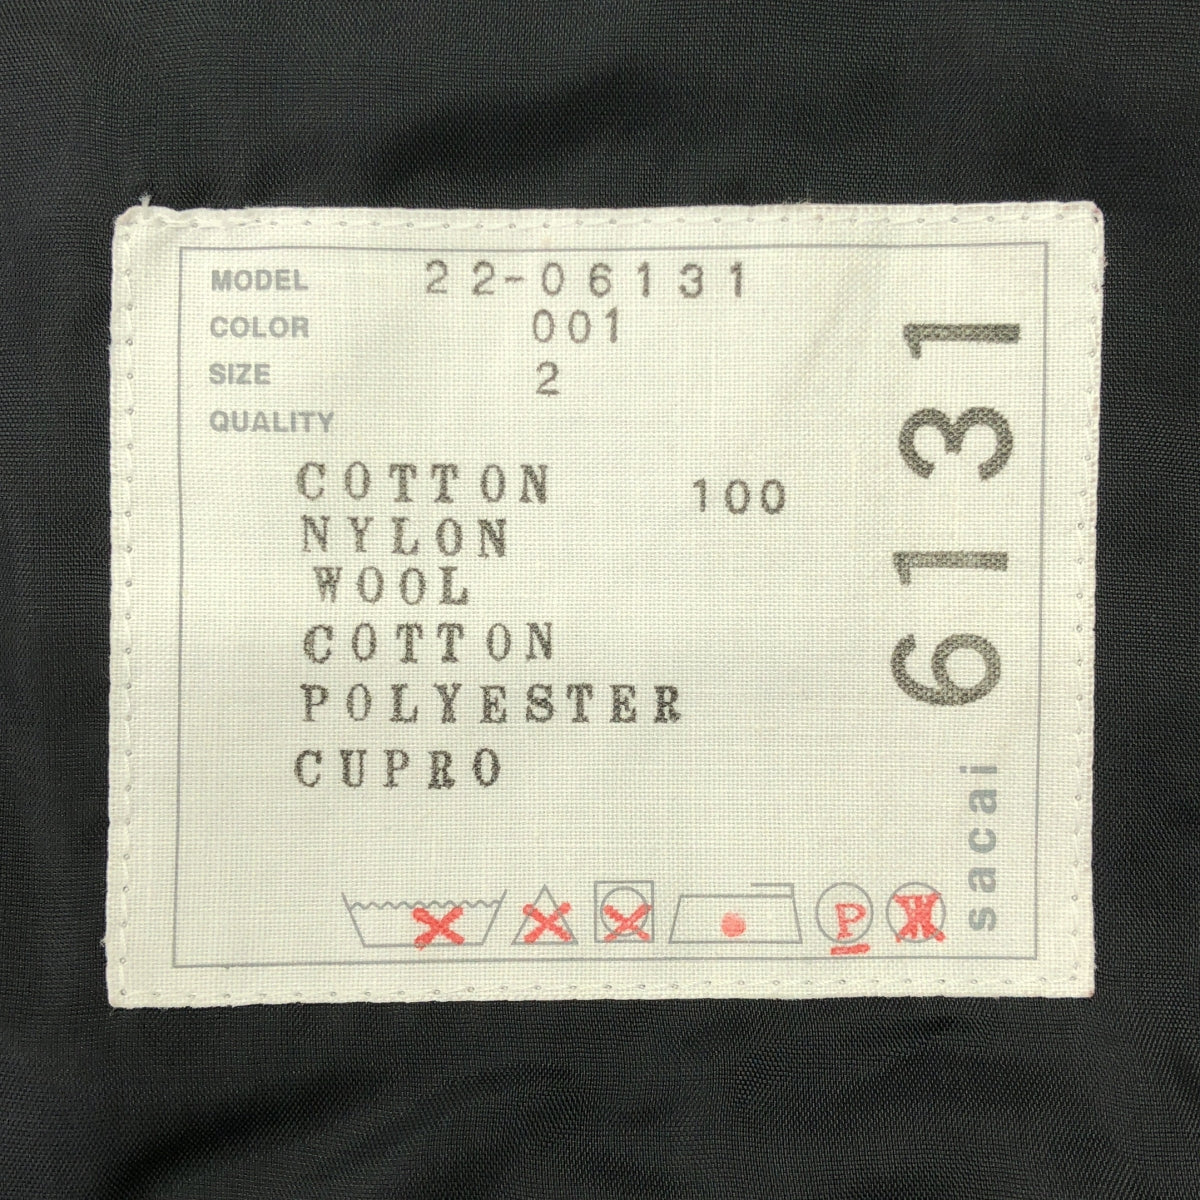 MODEL 22-06131
COLOR 001
SIZE 2
QUALITY
COTTON 100
NYLON
WOOL
COTTON
POLYESTER
CUPRO
P W
sacai 6131